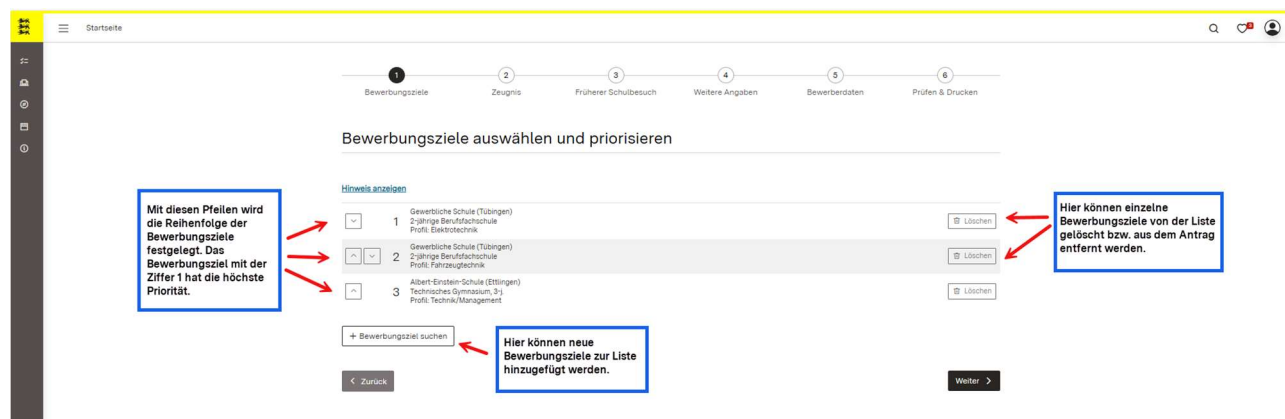 Startseite
3
1 2 3 4 5 6
Bewerbungsziele Zeugnis Früherer Schulbesuch Weitere Angaben Bewerberdaten Prüfen & Drucken
Bewerbungsziele auswählen und priorisieren
Hinweis anzeigen
Mit diesen Pfeilen wird
die Reihenfolge der
Bewerbungsziele
festgelegt. Das
Bewerbungsziel mit der
Ziffer 1 hat die höchste
Priorität.
1
Gewerbliche Schule (Tübingen)
2-jährige Berufsfachschule
Profil: Elektrotechnik
Löschen
2
Gewerbliche Schule (Tübingen)
2-jährige Berufsfachschule
Profil: Fahrzeugtechnik
Löschen
3
Albert-Einstein-Schule (Ettlingen)
Technisches Gymnasium, 3-j.
Profil: Technik/Management
Löschen
Hier können einzelne
Bewerbungsziele von der Liste
gelöscht bzw. aus dem Antrag
entfernt werden.
+ Bewerbungsziel suchen
Hier können neue
Bewerbungsziele zur Liste
hinzugefügt werden.
Zurück
Weiter